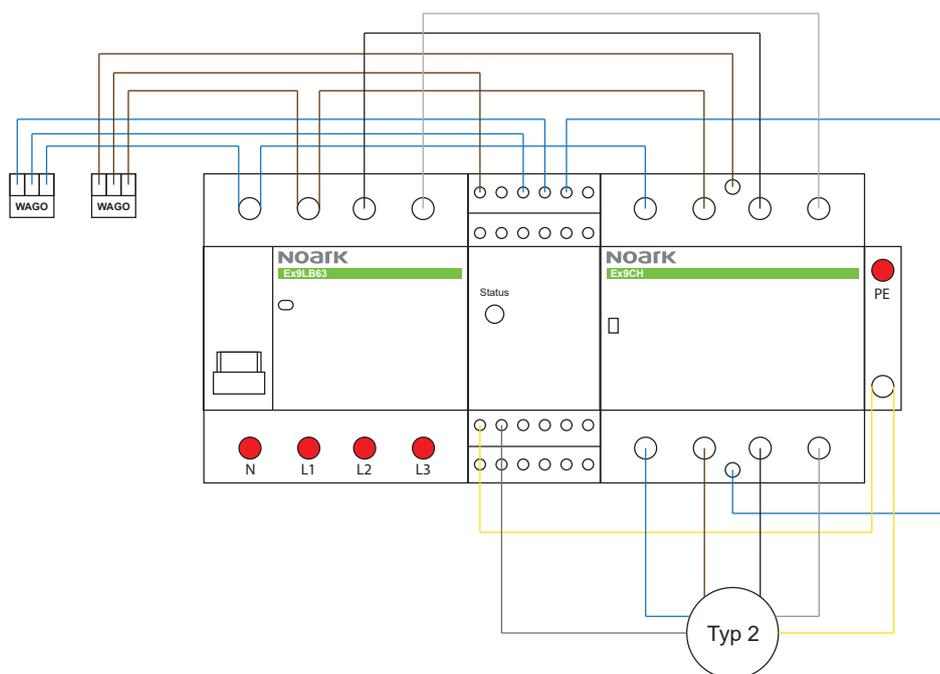 WAGO
WAGO
NOARK
Ex9LB63
Status
NOARK
Ex9CH
PE
N
L1
L2
L3
Typ 2